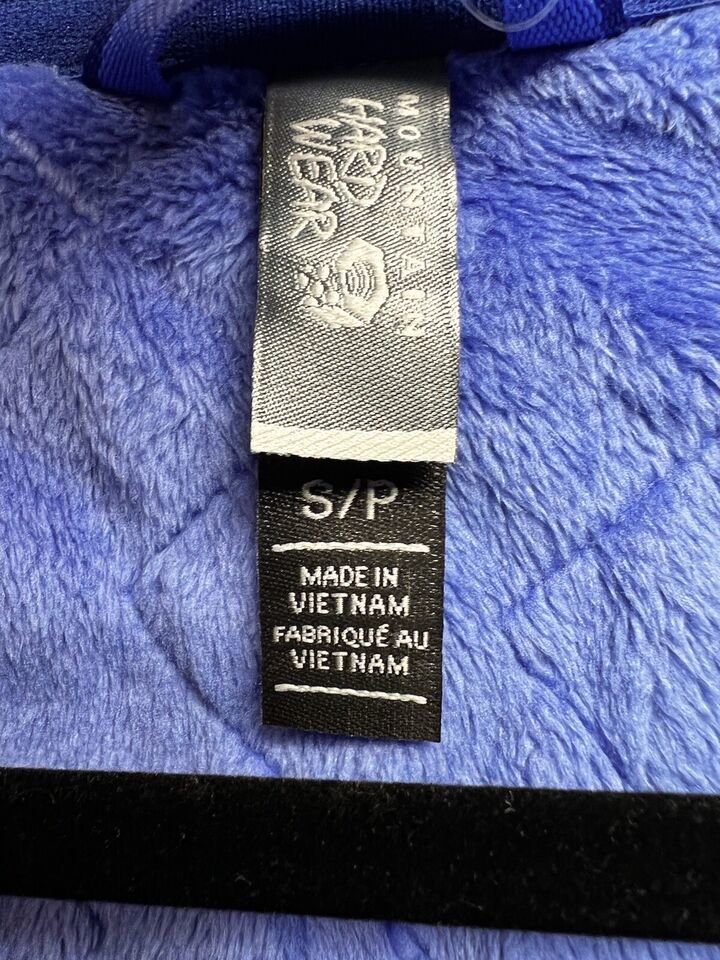 MOUNTAIN
HARD
WEAR
S/P
MADE IN
VIETNAM
FABRIQUÉ AU
VIETNAM